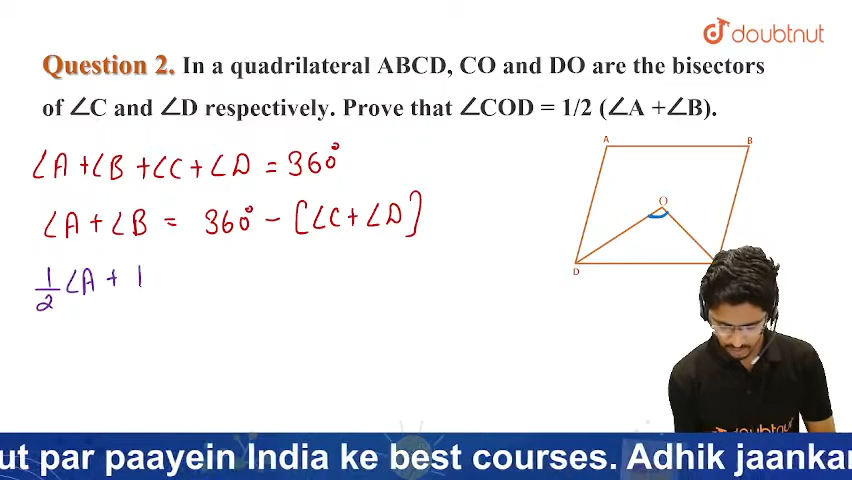 doubtnut
Question 2. In a quadrilateral ABCD, CO and DO are the bisectors
of ∠C and ∠D respectively. Prove that ∠COD = 1/2 (∠A +∠B).
∠A + ∠B + ∠C + ∠D = 360°
∠A + ∠B = 360° - [∠C + ∠D]
1/2 ∠A + 1
A B
O
D
doubtnut
ut par paayein India ke best courses. Adhik jaankar